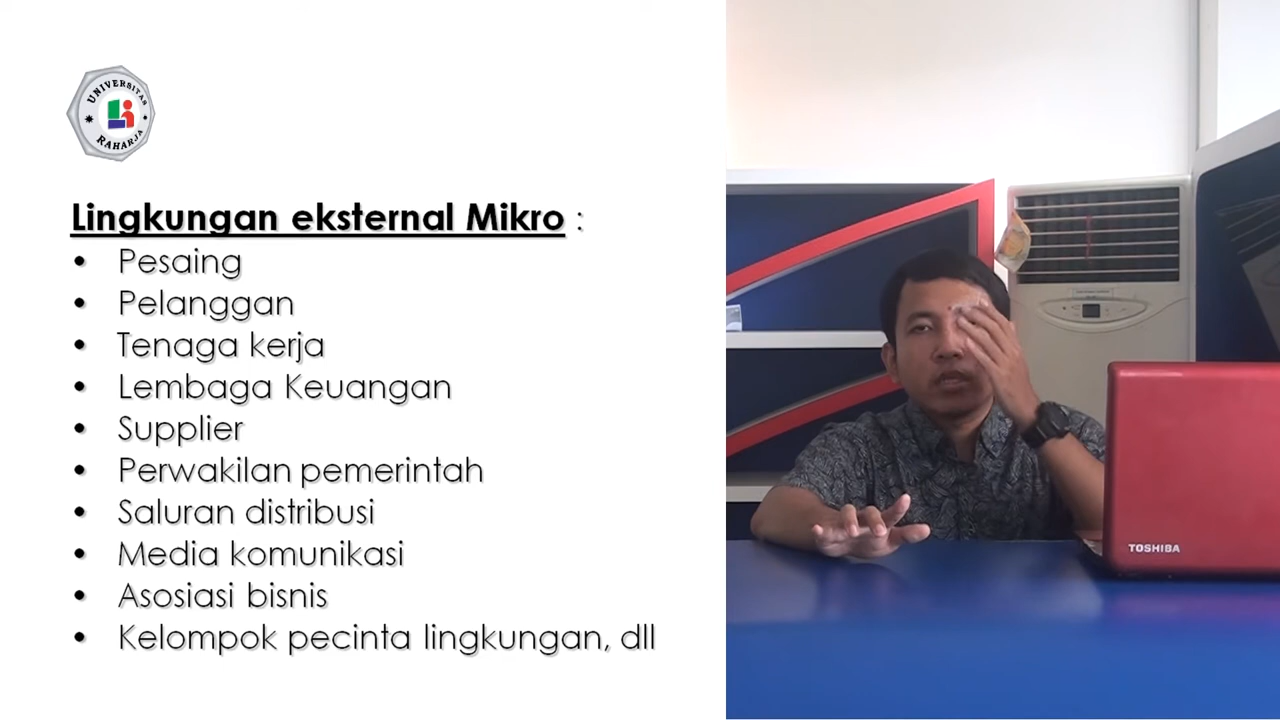 UNIVERSITAS
RAHARJA
Lingkungan eksternal Mikro :
• Pesaing
• Pelanggan
• Tenaga kerja
• Lembaga Keuangan
• Supplier
• Perwakilan pemerintah
• Saluran distribusi
• Media komunikasi
• Asosiasi bisnis
• Kelompok pecinta lingkungan, dll
TOSHIBA